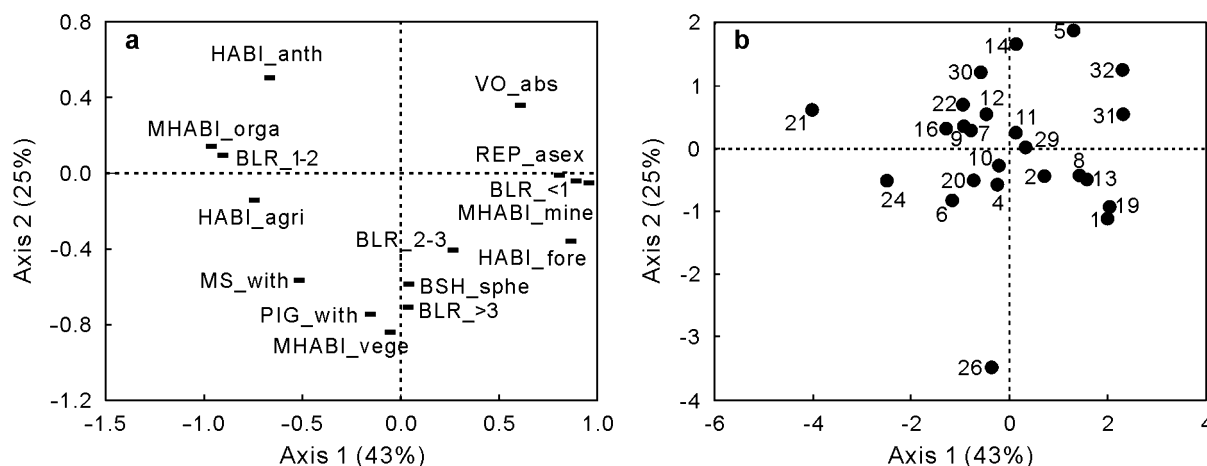 a
0.8
0.4
0.0
−0.4
−0.8
−1.2
Axis 2 (25%)
HABI_anth
VO_abs
MHABI_orga
BLR_1-2
REP_asex
BLR_<1
HABI_agri
MHABI_mine
BLR_2-3
HABI_fore
MS_with
BSH_sphe
PIG_with
BLR_>3
MHABI_vege
−1.5
−1.0
−0.5
0.0
0.5
1.0
Axis 1 (43%)
b
2
1
0
-1
-2
-3
-4
Axis 2 (25%)
5
14
30
32
22
12
21
31
16
9
7
11
29
10
8
24
20
2
13
6
4
19
1
26
-6
-4
-2
0
2
4
Axis 1 (43%)